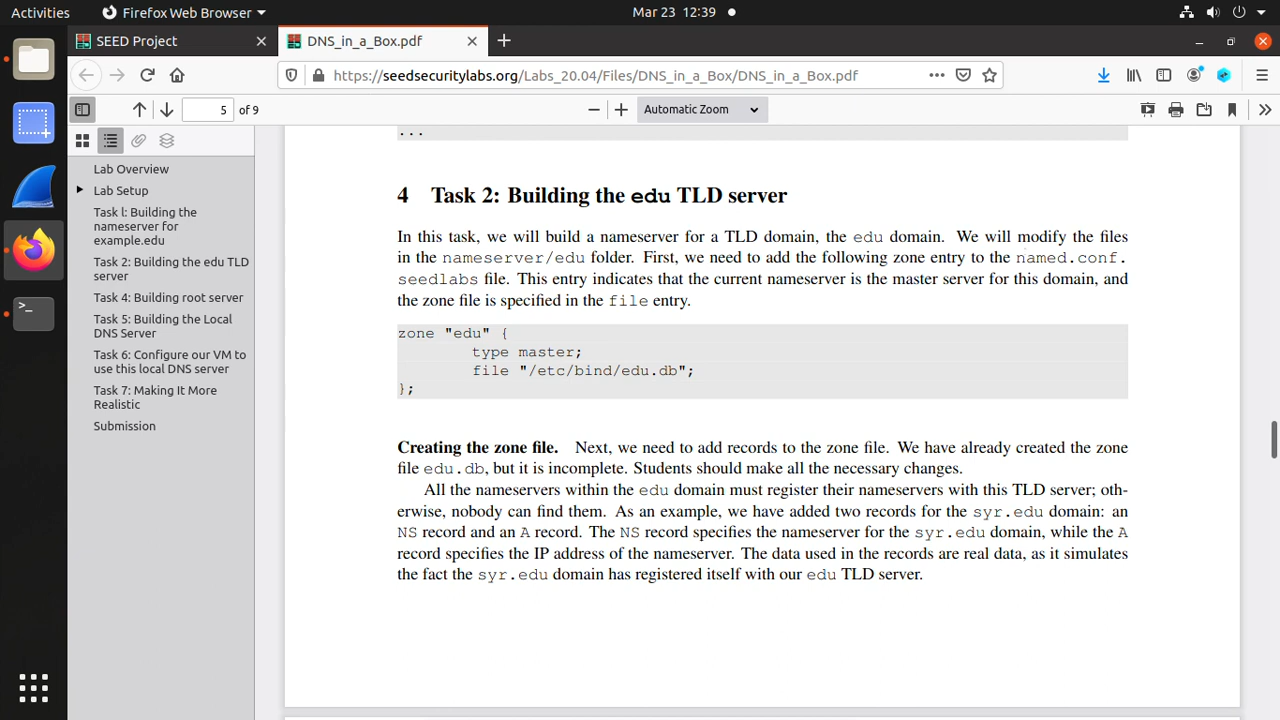 Activities
Firefox Web Browser
Mar 23 12:39
SEED Project
DNS_in_a_Box.pdf
https://seedsecuritylabs.org/Labs_20.04/Files/DNS_in_a_Box/DNS_in_a_Box.pdf
5 of 9
Automatic Zoom
Lab Overview
Lab Setup
Task l: Building the
nameserver for
example.edu
Task 2: Building the edu TLD
server
Task 4: Building root server
Task 5: Building the Local
DNS Server
Task 6: Configure our VM to
use this local DNS server
Task 7: Making It More
Realistic
Submission
...
4 Task 2: Building the edu TLD server
In this task, we will build a nameserver for a TLD domain, the edu domain. We will modify the files
in the nameserver/edu folder. First, we need to add the following zone entry to the named.conf.
seedlabs file. This entry indicates that the current nameserver is the master server for this domain, and
the zone file is specified in the file entry.
zone "edu" {
type master;
file "/etc/bind/edu.db";
};
Creating the zone file. Next, we need to add records to the zone file. We have already created the zone
file edu.db, but it is incomplete. Students should make all the necessary changes.
All the nameservers within the edu domain must register their nameservers with this TLD server; oth-
erwise, nobody can find them. As an example, we have added two records for the syr.edu domain: an
NS record and an A record. The NS record specifies the nameserver for the syr.edu domain, while the A
record specifies the IP address of the nameserver. The data used in the records are real data, as it simulates
the fact the syr.edu domain has registered itself with our edu TLD server.